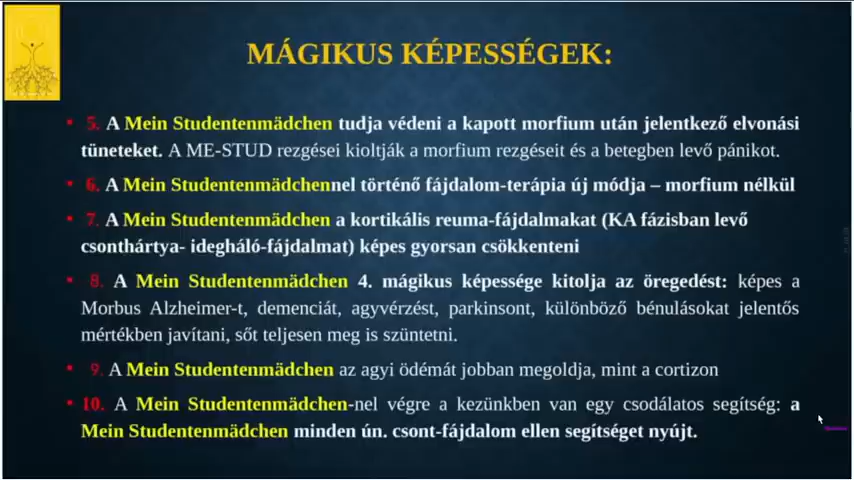 MÁGIKUS KÉPESSÉGEK:
5. A Mein Studentenmädchen tudja védeni a kapott morfium után jelentkező elvonási
tüneteket. A ME-STUD rezgései kioltják a morfium rezgéseit és a betegben levő pánikot.
6. A Mein Studentenmädchennel történő fájdalom-terápia új módja – morfium nélkül
7. A Mein Studentenmädchen a kortikális reuma-fájdalmakat (KA fázisban levő
csonthártya- idegháló-fájdalmat) képes gyorsan csökkenteni
8. A Mein Studentenmädchen 4. mágikus képessége kitolja az öregedést: képes a
Morbus Alzheimer-t, demenciát, agyvérzést, parkinsont, különböző bénulásokat jelentős
mértékben javítani, sőt teljesen meg is szüntetni.
9. A Mein Studentenmädchen az agyi ödémát jobban megoldja, mint a cortizon
10. A Mein Studentenmädchen-nel végre a kezünkben van egy csodálatos segítség: a
Mein Studentenmädchen minden ún. csont-fájdalom ellen segítséget nyújt.